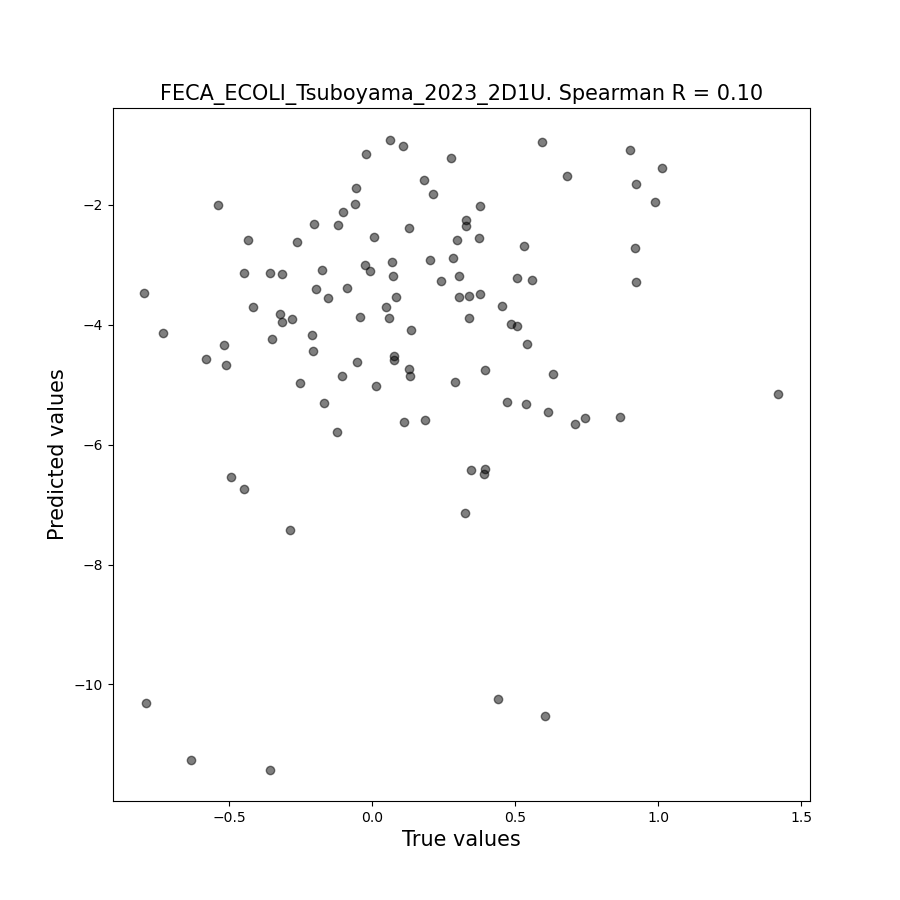 FECA_ECOLI_Tsuboyama_2023_2D1U. Spearman R = 0.10
Predicted values
−2
−4
−6
−8
−10
−0.5 0.0 0.5 1.0 1.5
True values